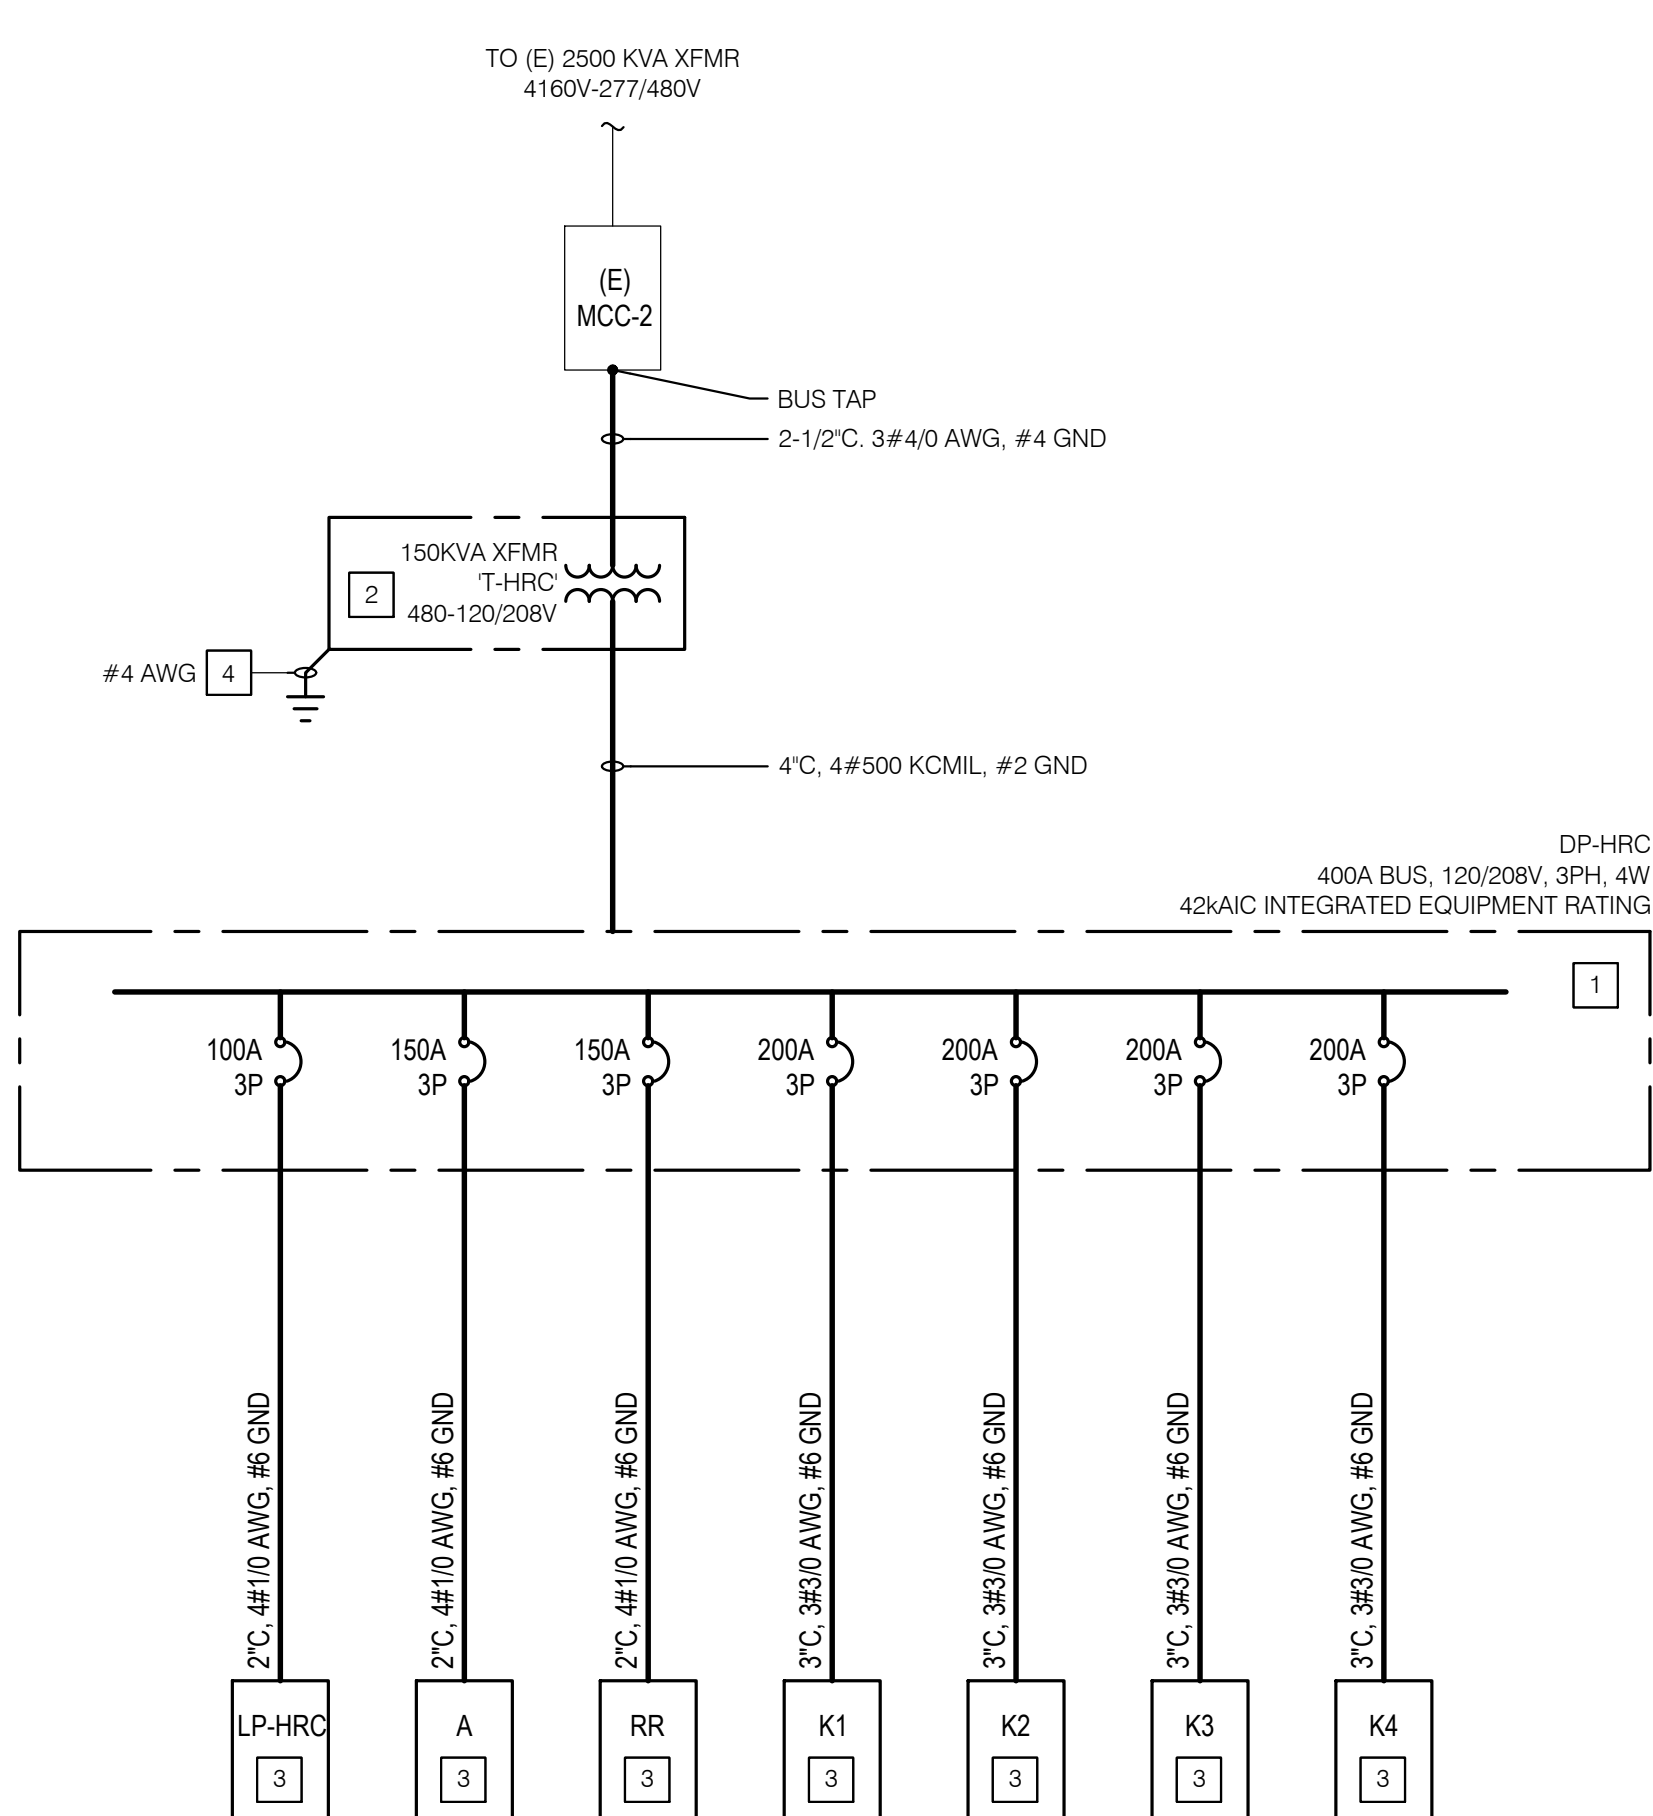 TO (E) 2500 KVA XFMR
4160V-277/480V
(E)
MCC-2
BUS TAP
2-1/2"C. 3#4/0 AWG, #4 GND
150KVA XFMR
'T-HRC'
480-120/208V
2
#4 AWG
4
4"C, 4#500 KCMIL, #2 GND
DP-HRC
400A BUS, 120/208V, 3PH, 4W
42kAIC INTEGRATED EQUIPMENT RATING
1
100A
3P
150A
3P
150A
3P
200A
3P
200A
3P
200A
3P
200A
3P
2"C, 4#1/0 AWG, #6 GND
2"C, 4#1/0 AWG, #6 GND
2"C, 4#1/0 AWG, #6 GND
3"C, 3#3/0 AWG, #6 GND
3"C, 3#3/0 AWG, #6 GND
3"C, 3#3/0 AWG, #6 GND
3"C, 3#3/0 AWG, #6 GND
LP-HRC
3
A
3
RR
3
K1
3
K2
3
K3
3
K4
3